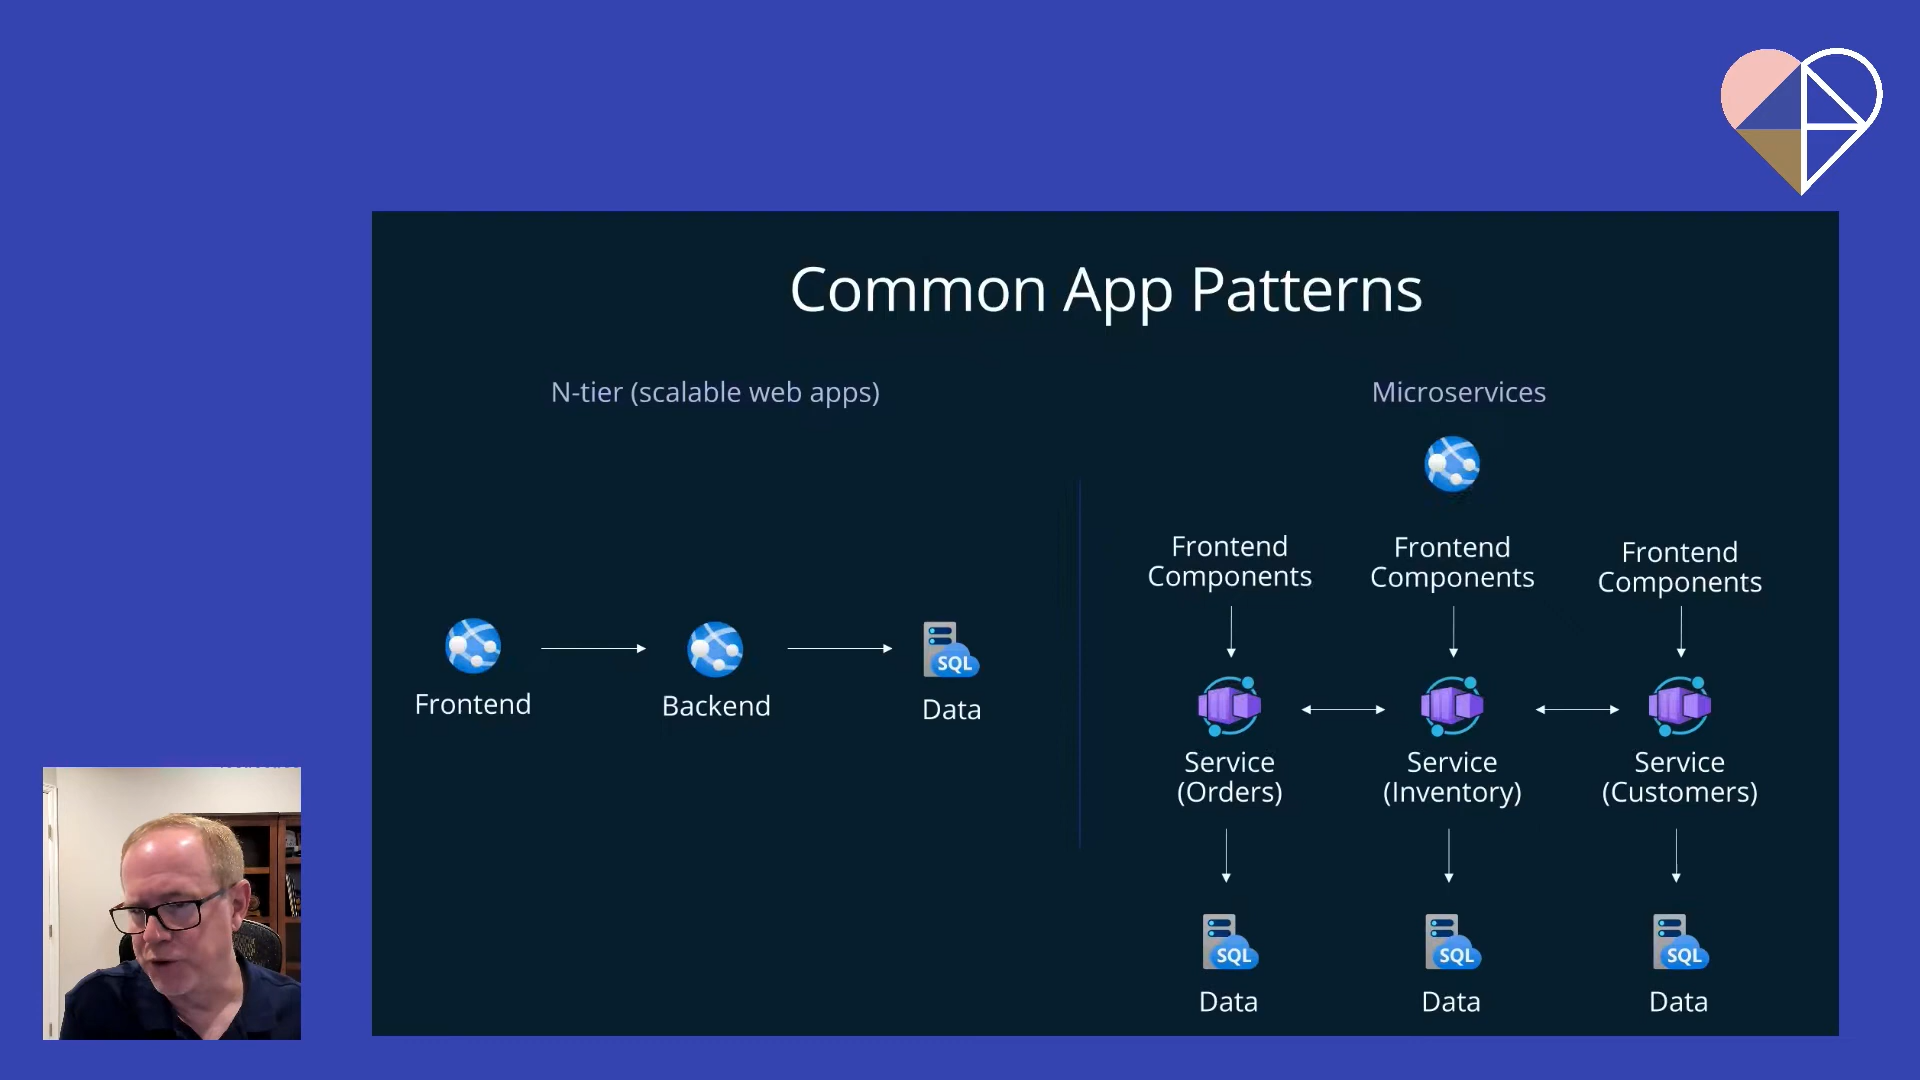 Common App Patterns
N-tier (scalable web apps)
Frontend
Backend
SQL
Data
Microservices
Frontend
Components
Frontend
Components
Frontend
Components
Service
(Orders)
Service
(Inventory)
Service
(Customers)
SQL
SQL
SQL
Data
Data
Data